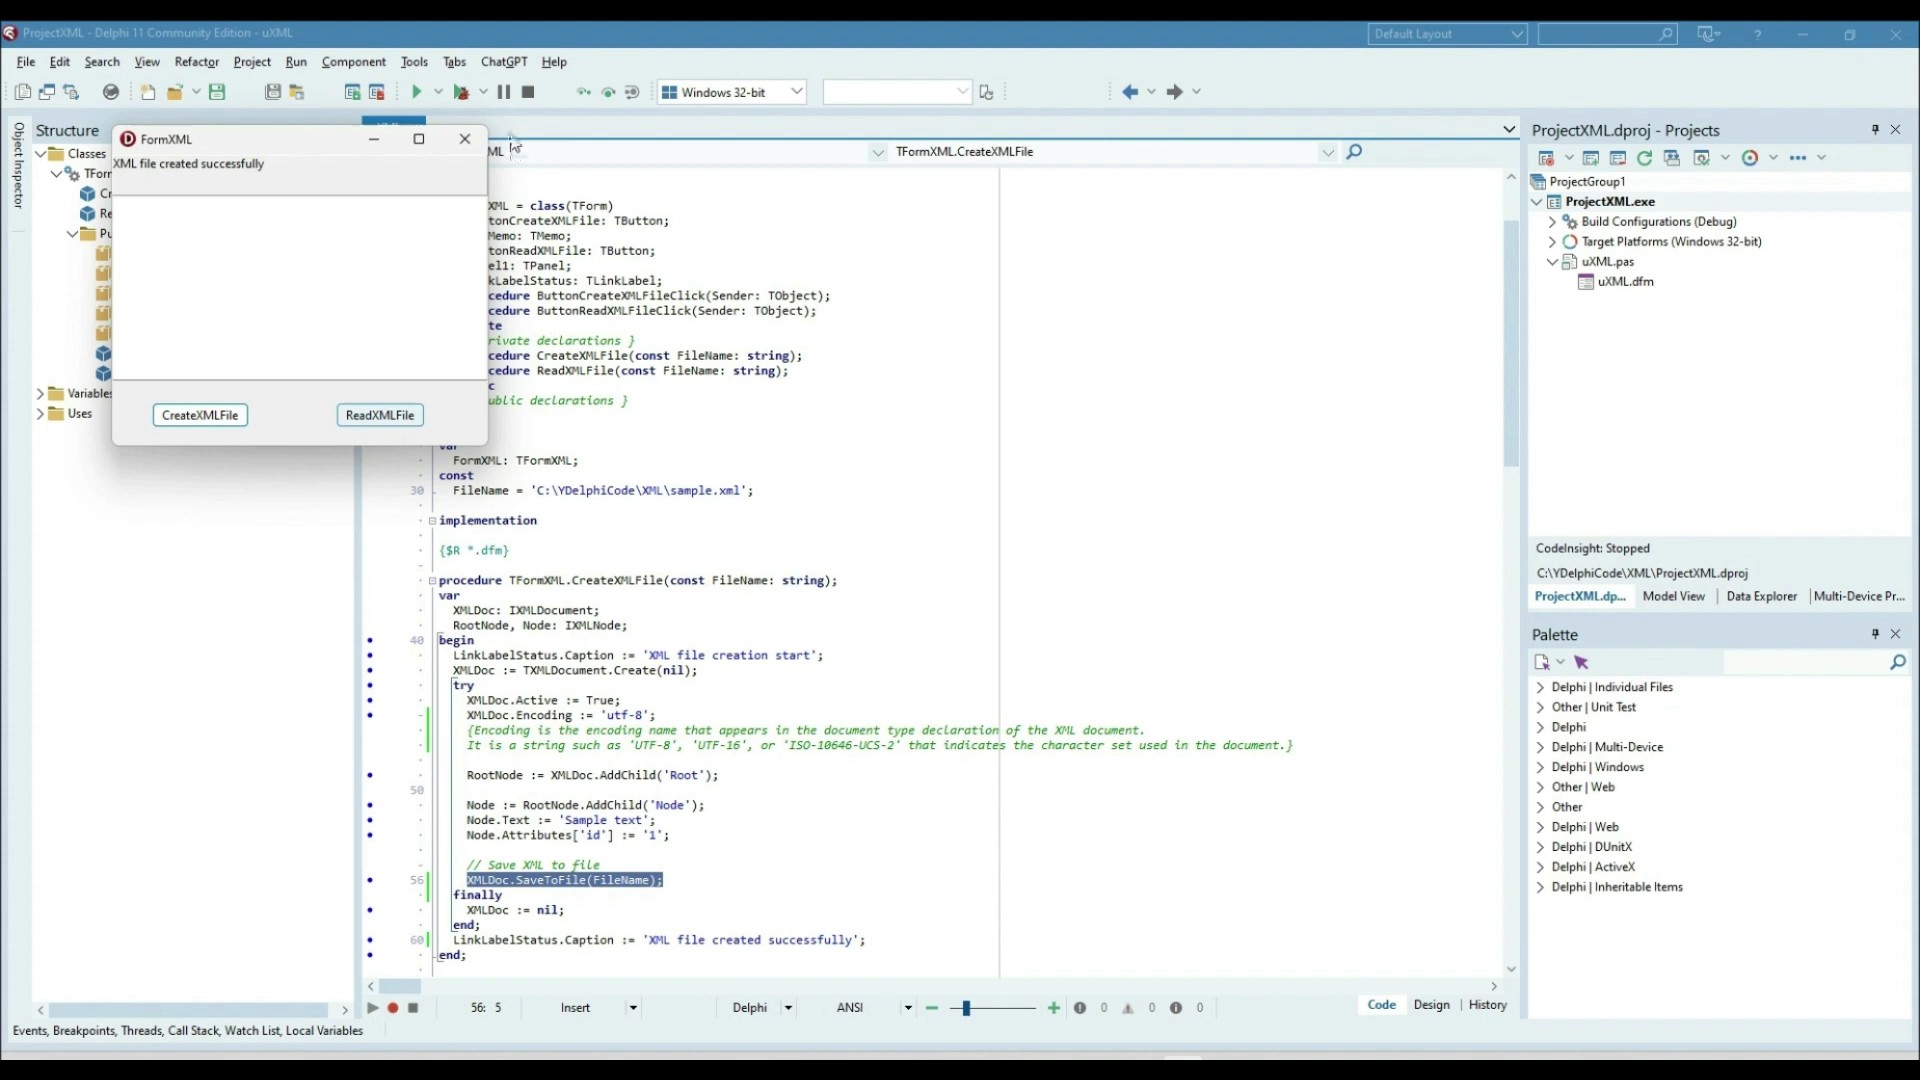 ProjectXML - Delphi 11 Community Edition - uXML
Default Layout
File Edit Search View Refactor Project Run Component Tools Tabs ChatGPT Help
Windows 32-bit
Object Inspector
Structure
Classes
TForm
Cr
Re
Pu
Variables
Uses
FormXML
XML file created successfully
CreateXMLFile
ReadXMLFile
ML
TFormXML.CreateXMLFile
XML = class(TForm)
tonCreateXMLFile: TButton;
Memo: TMemo;
tonReadXMLFile: TButton;
el1: TPanel;
kLabelStatus: TLinkLabel;
cedure ButtonCreateXMLFileClick(Sender: TObject);
cedure ButtonReadXMLFileClick(Sender: TObject);
te
rivate declarations }
cedure CreateXMLFile(const FileName: string);
cedure ReadXMLFile(const FileName: string);
c
ublic declarations }
var
FormXML: TFormXML;
const
30 FileName = 'C:\YDelphiCode\XML\sample.xml';
implementation
{$R *.dfm}
procedure TFormXML.CreateXMLFile(const FileName: string);
var
XMLDoc: IXMLDocument;
RootNode, Node: IXMLNode;
40 begin
LinkLabelStatus.Caption := 'XML file creation start';
XMLDoc := TXMLDocument.Create(nil);
try
XMLDoc.Active := True;
XMLDoc.Encoding := 'utf-8';
{Encoding is the encoding name that appears in the document type declaration of the XML document.
It is a string such as 'UTF-8', 'UTF-16', or 'ISO-10646-UCS-2' that indicates the character set used in the document.}
RootNode := XMLDoc.AddChild('Root');
50
Node := RootNode.AddChild('Node');
Node.Text := 'Sample text';
Node.Attributes['id'] := '1';
// Save XML to file
56 XMLDoc.SaveToFile(FileName);
finally
XMLDoc := nil;
end;
60 LinkLabelStatus.Caption := 'XML file created successfully';
end;
56: 5 Insert Delphi ANSI 0 0 0
Code Design History
Events, Breakpoints, Threads, Call Stack, Watch List, Local Variables
ProjectXML.dproj - Projects
ProjectGroup1
ProjectXML.exe
Build Configurations (Debug)
Target Platforms (Windows 32-bit)
uXML.pas
uXML.dfm
CodeInsight: Stopped
C:\YDelphiCode\XML\ProjectXML.dproj
ProjectXML.dp... Model View Data Explorer Multi-Device Pr...
Palette
Delphi | Individual Files
Other | Unit Test
Delphi
Delphi | Multi-Device
Delphi | Windows
Other | Web
Other
Delphi | Web
Delphi | DUnitX
Delphi | ActiveX
Delphi | Inheritable Items